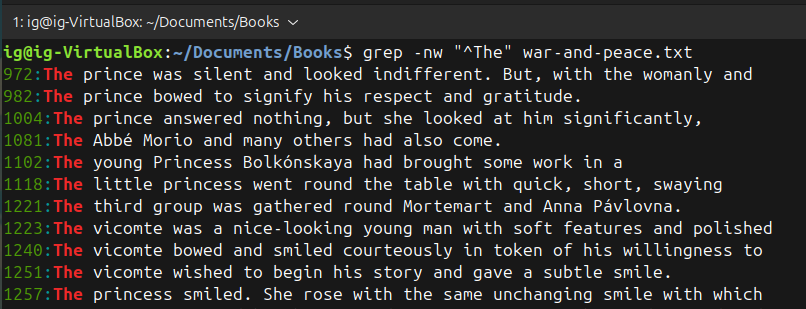 1: ig@ig-VirtualBox: ~/Documents/Books
ig@ig-VirtualBox:~/Documents/Books$ grep -nw "^The" war-and-peace.txt
972:The prince was silent and looked indifferent. But, with the womanly and
982:The prince bowed to signify his respect and gratitude.
1004:The prince answered nothing, but she looked at him significantly,
1081:The Abbé Morio and many others had also come.
1102:The young Princess Bolkónskaya had brought some work in a
1118:The little princess went round the table with quick, short, swaying
1221:The third group was gathered round Mortemart and Anna Pávlovna.
1223:The vicomte was a nice-looking young man with soft features and polished
1240:The vicomte bowed and smiled courteously in token of his willingness to
1251:The vicomte wished to begin his story and gave a subtle smile.
1257:The princess smiled. She rose with the same unchanging smile with which